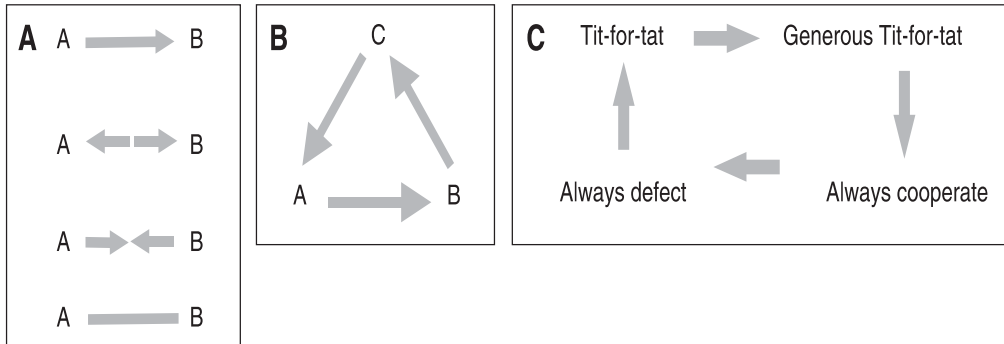 A
A B
A B
A B
A B
B
C
A B
C
Tit-for-tat Generous Tit-for-tat
Always defect Always cooperate